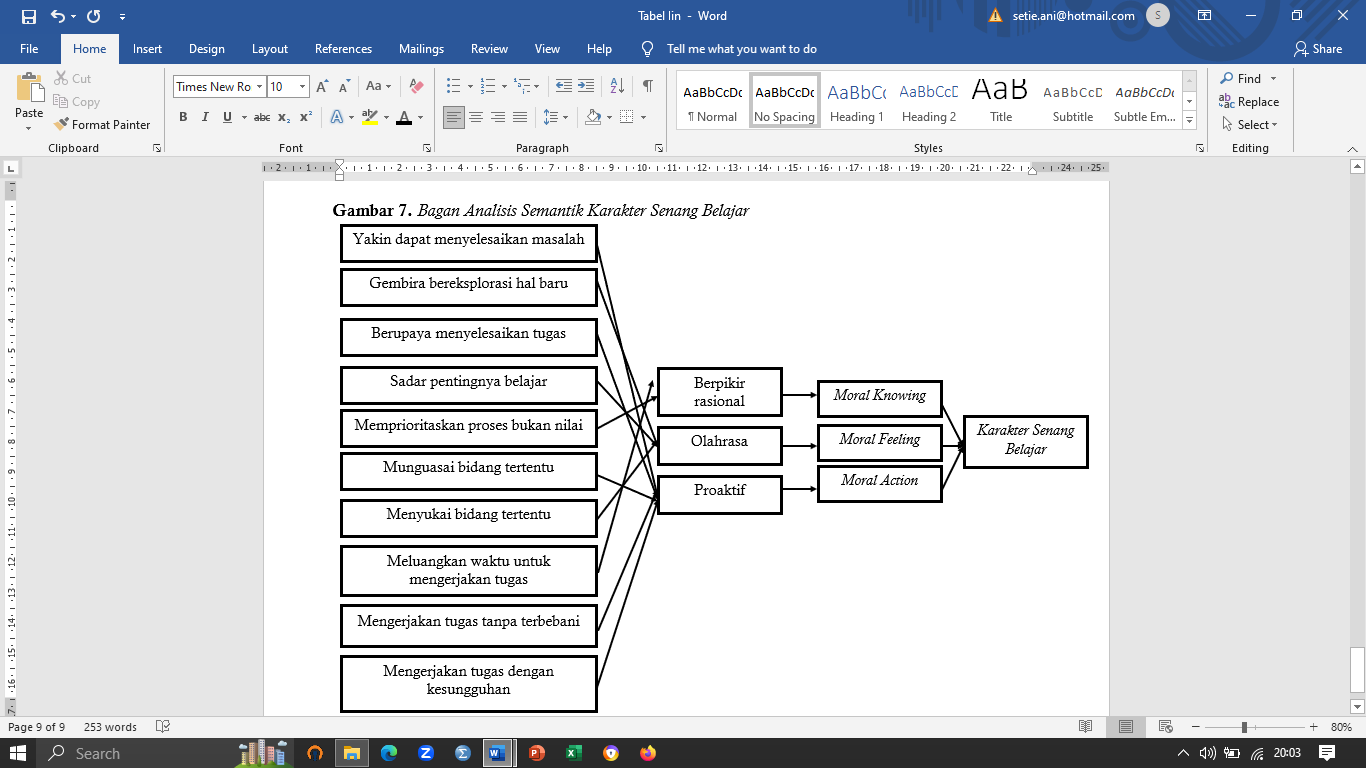 Tabel lin - Word
setie.ani@hotmail.com
S
File
Home
Insert
Design
Layout
References
Mailings
Review
View
Help
Tell me what you want to do
Share
Paste
Cut
Copy
Format Painter
Clipboard
Times New Ro
10
Font
Paragraph
AaBbCcDc
¶ Normal
AaBbCcDc
No Spacing
AaBbCc
Heading 1
AaBbCcD
Heading 2
AaB
Title
AaBbCcD
Subtitle
AaBbCcDc
Subtle Em...
Styles
Find
Replace
Select
Editing
Gambar 7. Bagan Analisis Semantik Karakter Senang Belajar
Yakin dapat menyelesaikan masalah
Gembira bereksplorasi hal baru
Berupaya menyelesaikan tugas
Sadar pentingnya belajar
Memprioritaskan proses bukan nilai
Munguasai bidang tertentu
Menyukai bidang tertentu
Meluangkan waktu untuk
mengerjakan tugas
Mengerjakan tugas tanpa terbebani
Mengerjakan tugas dengan
kesungguhan
Berpikir
rasional
Olahrasa
Proaktif
Moral Knowing
Moral Feeling
Moral Action
Karakter Senang
Belajar
Page 9 of 9
253 words
80%
Search
20:03